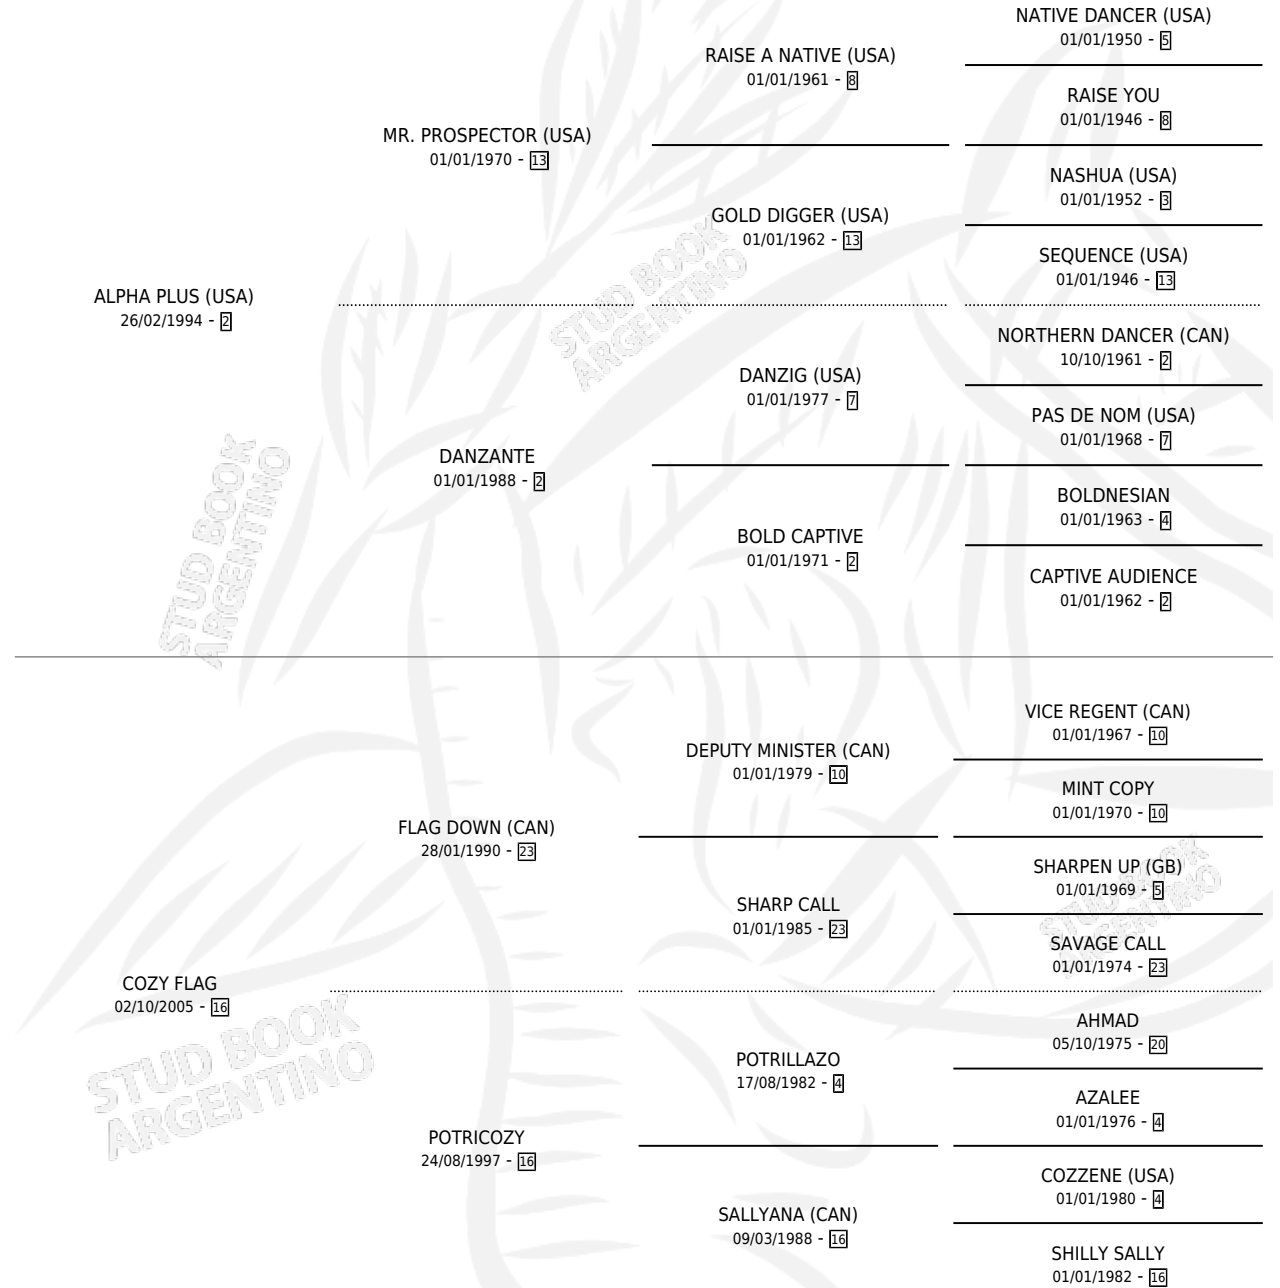 NATIVE DANCER (USA)
01/01/1950 - 5
RAISE A NATIVE (USA)
01/01/1961 - 8
RAISE YOU
01/01/1946 - 8
MR. PROSPECTOR (USA)
01/01/1970 - 13
NASHUA (USA)
01/01/1952 - 3
GOLD DIGGER (USA)
01/01/1962 - 13
SEQUENCE (USA)
01/01/1946 - 13
ALPHA PLUS (USA)
26/02/1994 - 2
NORTHERN DANCER (CAN)
10/10/1961 - 2
DANZIG (USA)
01/01/1977 - 7
PAS DE NOM (USA)
01/01/1968 - 7
DANZANTE
01/01/1988 - 2
BOLDNESIAN
01/01/1963 - 4
BOLD CAPTIVE
01/01/1971 - 2
CAPTIVE AUDIENCE
01/01/1962 - 2
VICE REGENT (CAN)
01/01/1967 - 10
DEPUTY MINISTER (CAN)
01/01/1979 - 10
MINT COPY
01/01/1970 - 10
FLAG DOWN (CAN)
28/01/1990 - 23
SHARPEN UP (GB)
01/01/1969 - 5
SHARP CALL
01/01/1985 - 23
SAVAGE CALL
01/01/1974 - 23
COZY FLAG
02/10/2005 - 16
AHMAD
05/10/1975 - 20
POTRILLAZO
17/08/1982 - 4
AZALEE
01/01/1976 - 4
POTRICOZY
24/08/1997 - 16
COZZENE (USA)
01/01/1980 - 4
SALLYANA (CAN)
09/03/1988 - 16
SHILLY SALLY
01/01/1982 - 16
STUD BOOK
ARGENTINO
STUD BOOK
ARGENTINO
STUD BOOK
ARGENTINO
STUD BOOK
ARGENTINO